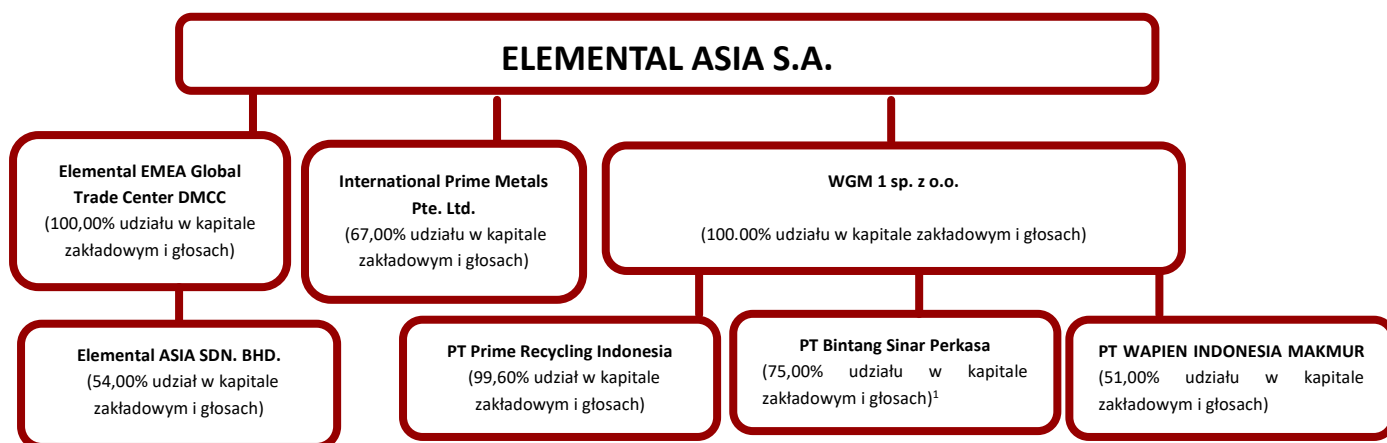 ELEMENTAL ASIA S.A.
Elemental EMEA Global
Trade Center DMCC
(100,00% udziału w kapitale
zakładowym i głosach)
International Prime Metals
Pte. Ltd.
(67,00% udziału w kapitale
zakładowym i głosach)
WGM 1 sp. z o.o.
(100.00% udziału w kapitale zakładowym i głosach)
Elemental ASIA SDN. BHD.
(54,00% udział w kapitale
zakładowym i głosach)
PT Prime Recycling Indonesia
(99,60% udział w kapitale
zakładowym i głosach)
PT Bintang Sinar Perkasa
(75,00% udziału w kapitale
zakładowym i głosach)¹
PT WAPIEN INDONESIA MAKMUR
(51,00% udziału w kapitale
zakładowym i głosach)